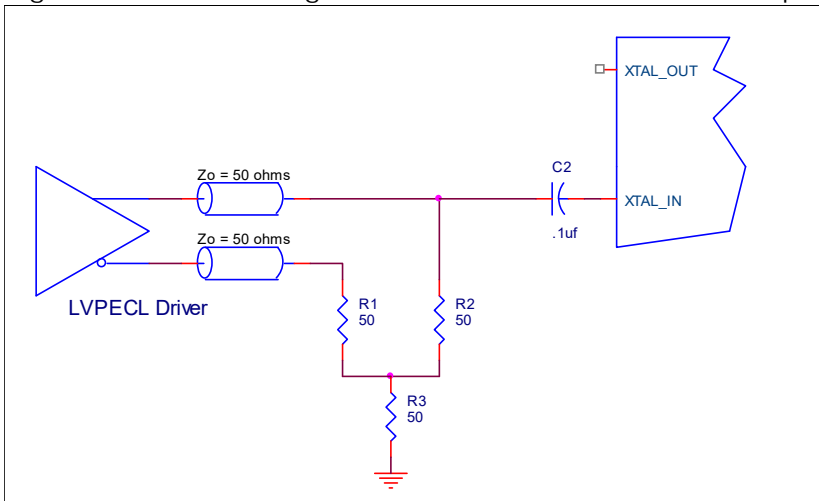 XTAL_OUT
C2
Zo = 50 ohms
XTAL_IN
.1uf
Zo = 50 ohms
LVPECL Driver
R1
50
R2
50
R3
50